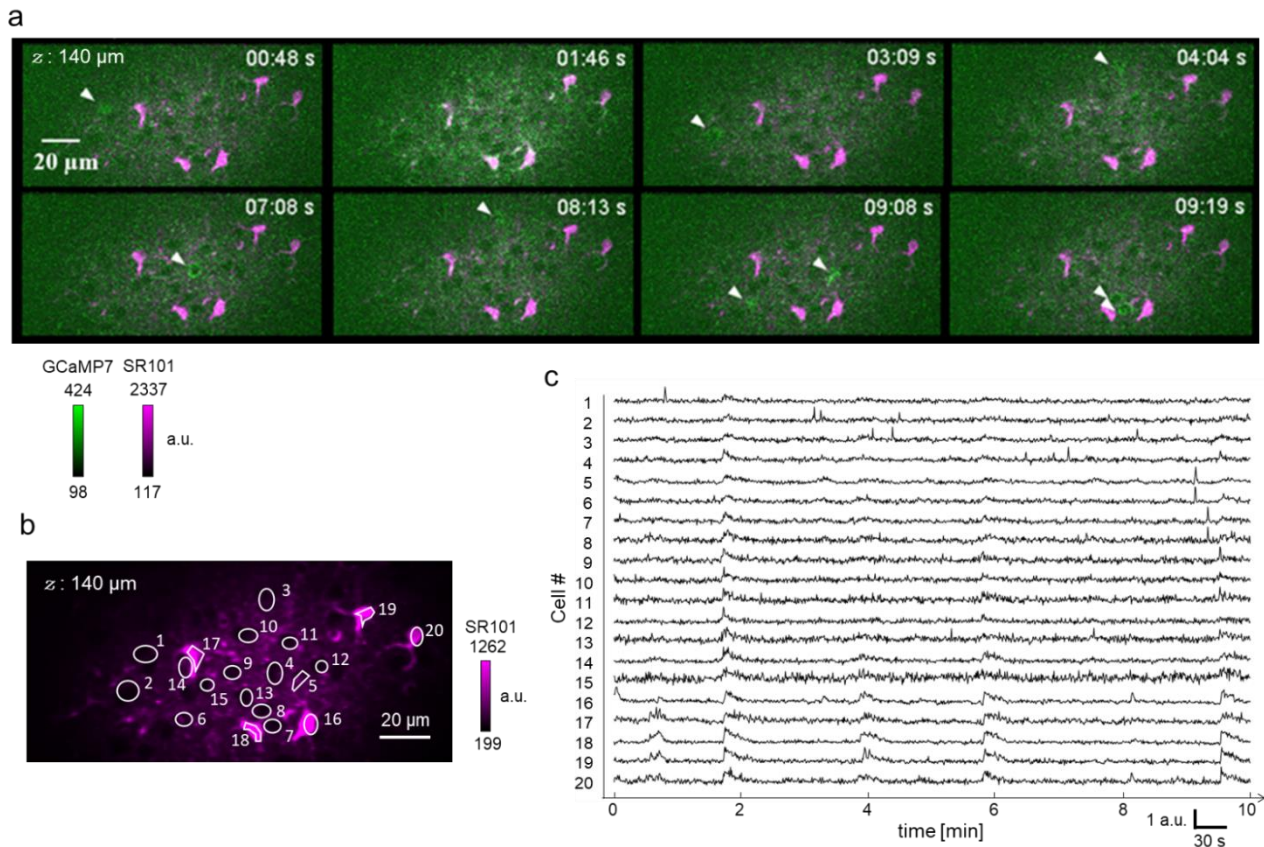 a
z : 140 μm
00:48 s
01:46 s
03:09 s
04:04 s
20 μm
07:08 s
08:13 s
09:08 s
09:19 s
GCaMP7 SR101
424 2337
a.u.
98 117
b
z : 140 μm
3
19
10
20
1
17
11
9
4
12
2
14
15
13
5
6
8
16
18
7
20 μm
SR101
1262
a.u.
199
c
Cell #
1
2
3
4
5
6
7
8
9
10
11
12
13
14
15
16
17
18
19
20
0 2 4 6 8 10
time [min]
1 a.u.
30 s